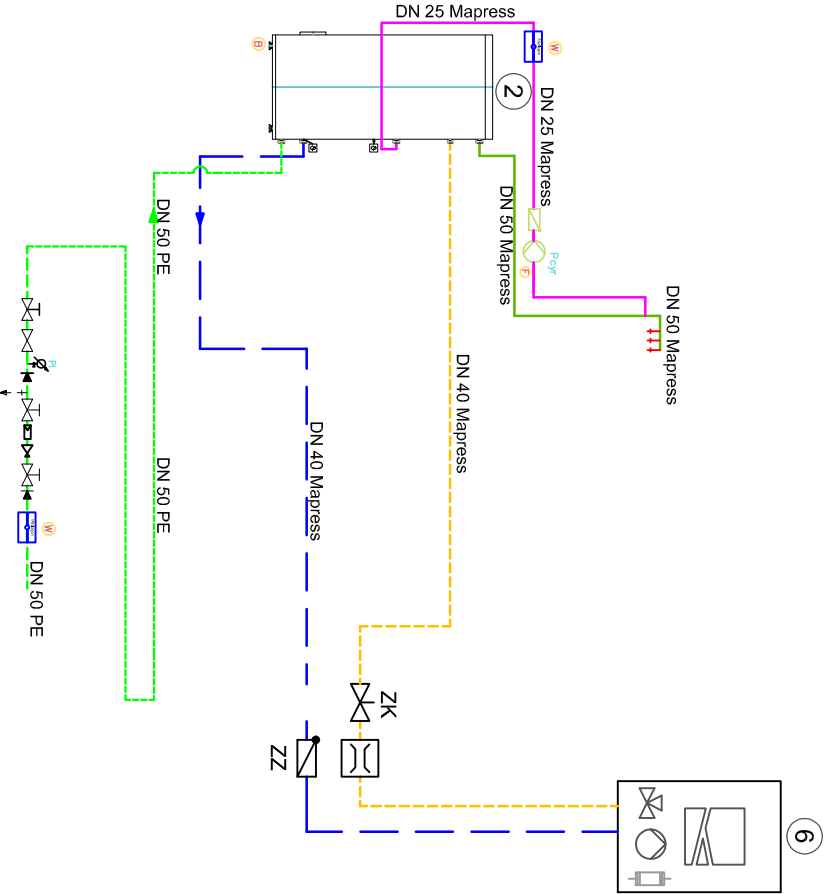 DN 25 Mapress
B
W
2
DN 25 Mapress
DN 50 PE
DN 50 Mapress
Pcyr
F
DN 50 Mapress
PI
DN 40 Mapress
DN 40 Mapress
DN 50 PE
W
DN 50 PE
ZK
ZZ
6